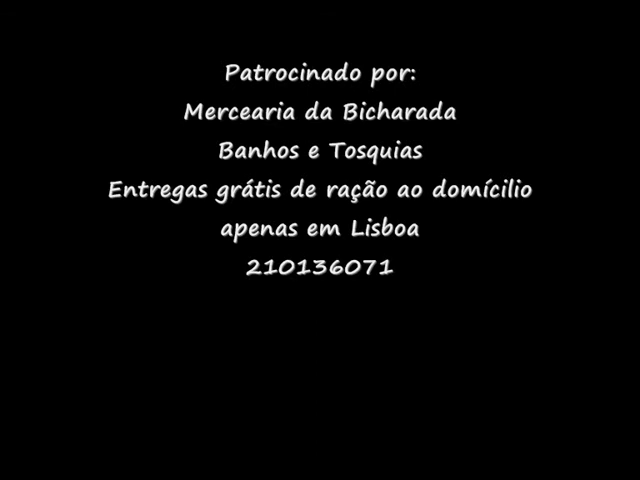 Patrocinado por:
Mercearia da Bicharada
Banhos e Tosquias
Entregas grátis de ração ao domícilio
apenas em Lisboa
210136071